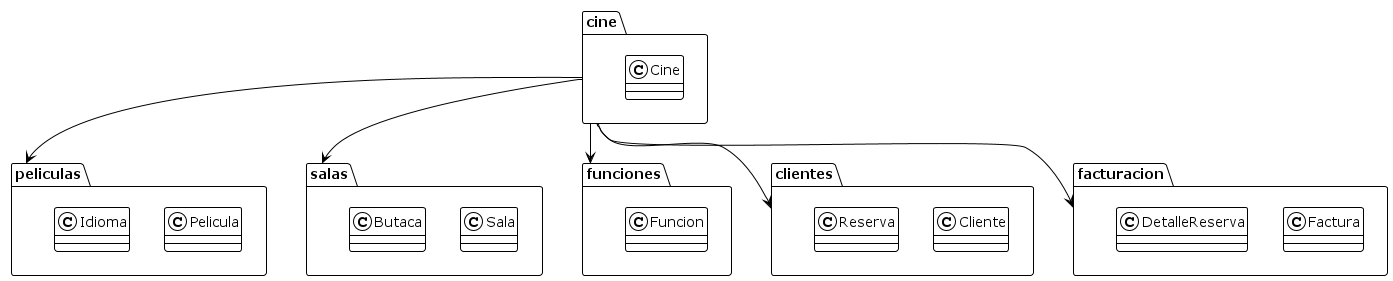 cine
C Cine
peliculas
C Idioma
C Pelicula
salas
C Butaca
C Sala
funciones
C Funcion
clientes
C Reserva
C Cliente
facturacion
C DetalleReserva
C Factura